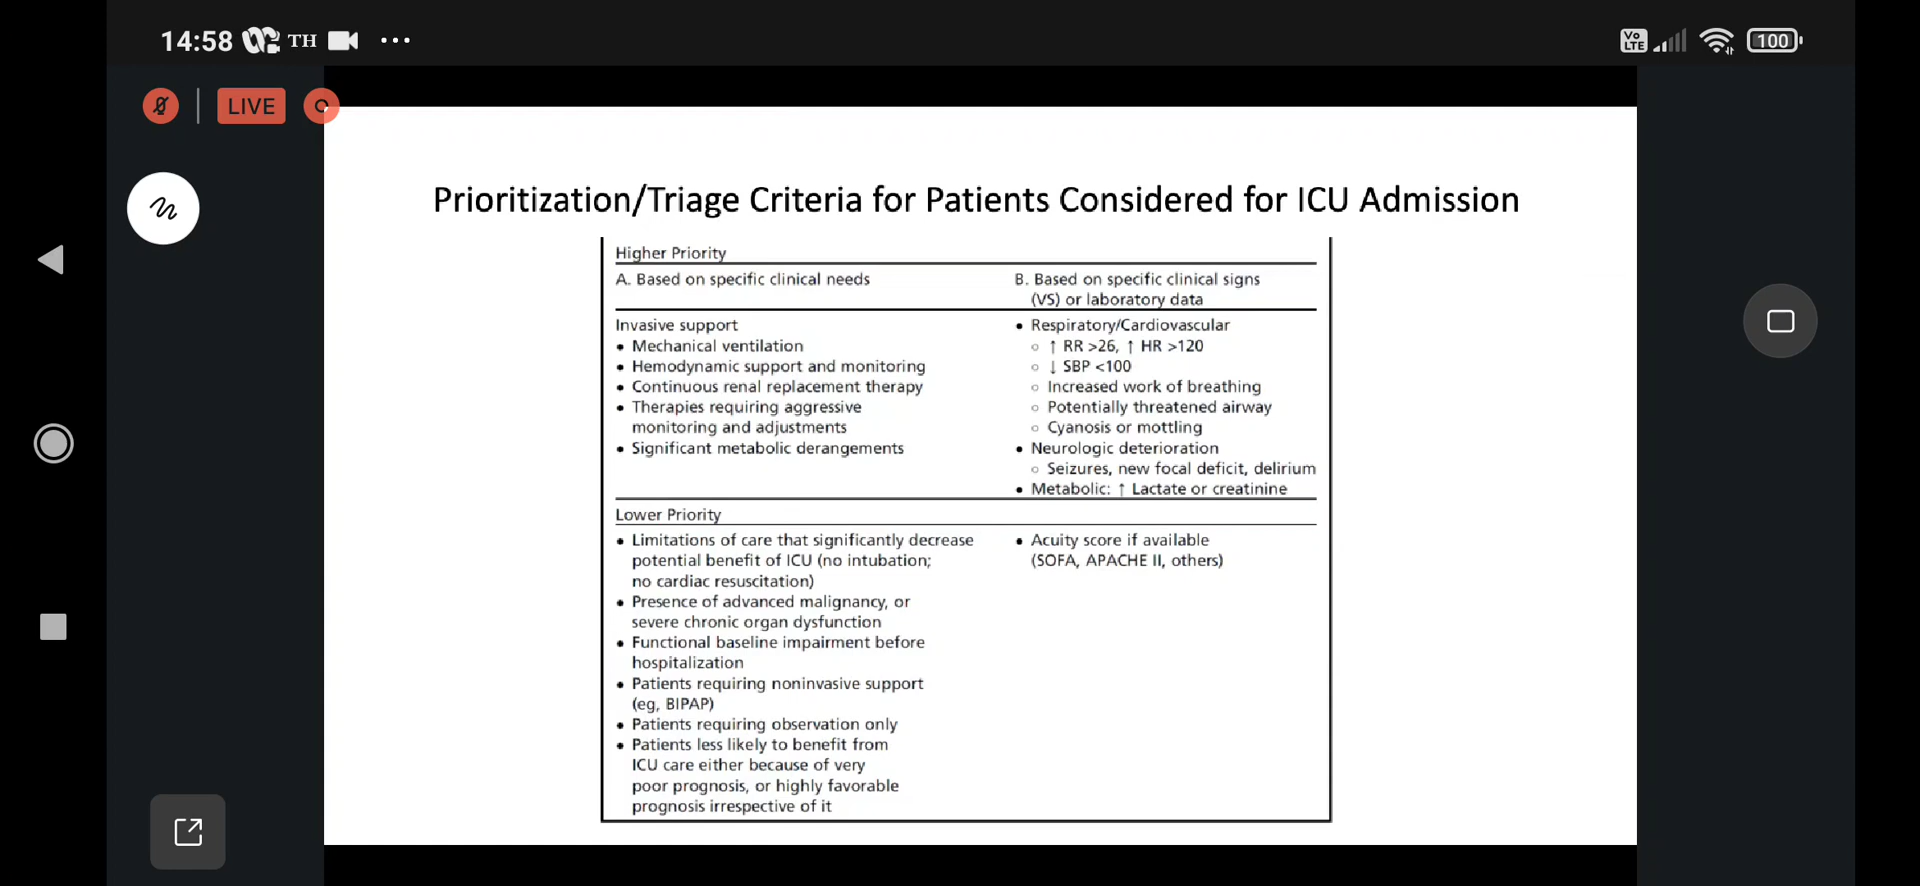 14:58 TH
VO LTE 100
LIVE
Prioritization/Triage Criteria for Patients Considered for ICU Admission
Higher Priority
A. Based on specific clinical needs
B. Based on specific clinical signs
(VS) or laboratory data
Invasive support
• Mechanical ventilation
• Hemodynamic support and monitoring
• Continuous renal replacement therapy
• Therapies requiring aggressive
monitoring and adjustments
• Significant metabolic derangements
• Respiratory/Cardiovascular
○ ↑ RR >26, ↑ HR >120
○ ↓ SBP <100
○ Increased work of breathing
○ Potentially threatened airway
○ Cyanosis or mottling
• Neurologic deterioration
○ Seizures, new focal deficit, delirium
• Metabolic: ↑ Lactate or creatinine
Lower Priority
• Limitations of care that significantly decrease
potential benefit of ICU (no intubation;
no cardiac resuscitation)
• Presence of advanced malignancy, or
severe chronic organ dysfunction
• Functional baseline impairment before
hospitalization
• Patients requiring noninvasive support
(eg, BIPAP)
• Patients requiring observation only
• Patients less likely to benefit from
ICU care either because of very
poor prognosis, or highly favorable
prognosis irrespective of it
• Acuity score if available
(SOFA, APACHE II, others)